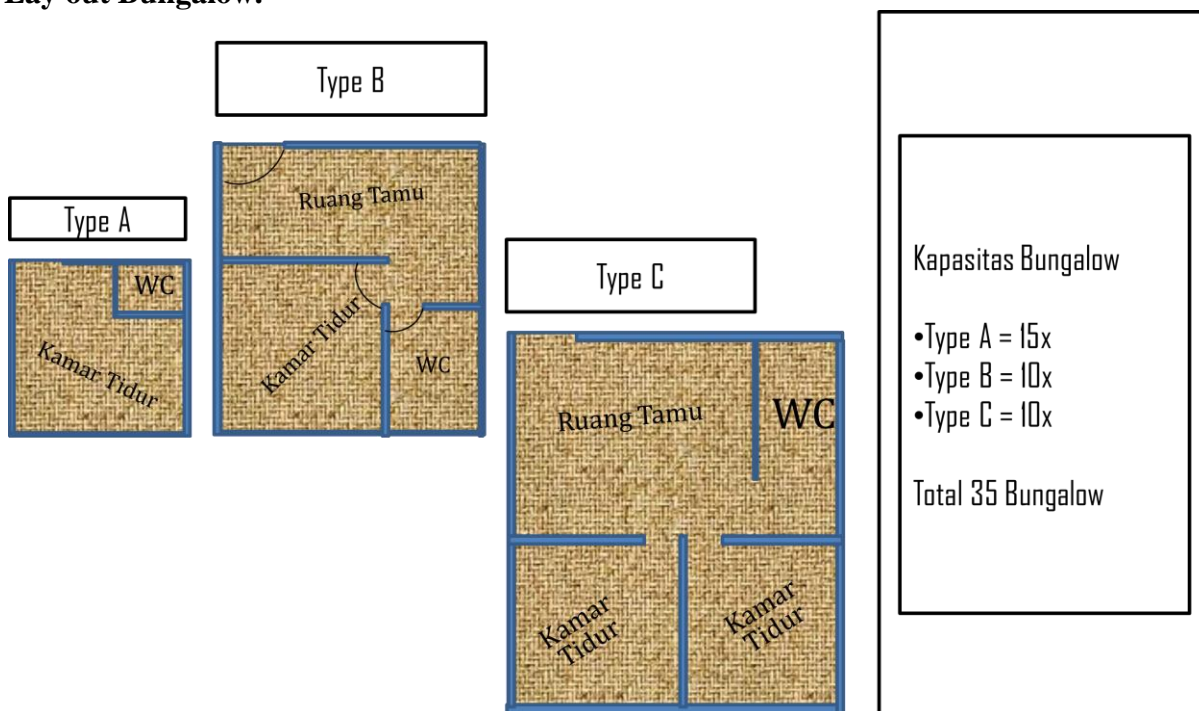 Lay out Bungalow.
Type B
Ruang Tamu
Kamar Tidur
WC
Type A
WC
Kamar Tidur
Type C
Ruang Tamu
WC
Kamar
Tidur
Kamar
Tidur
Kapasitas Bungalow
•Type A = 15x
•Type B = 10x
•Type C = 10x
Total 35 Bungalow